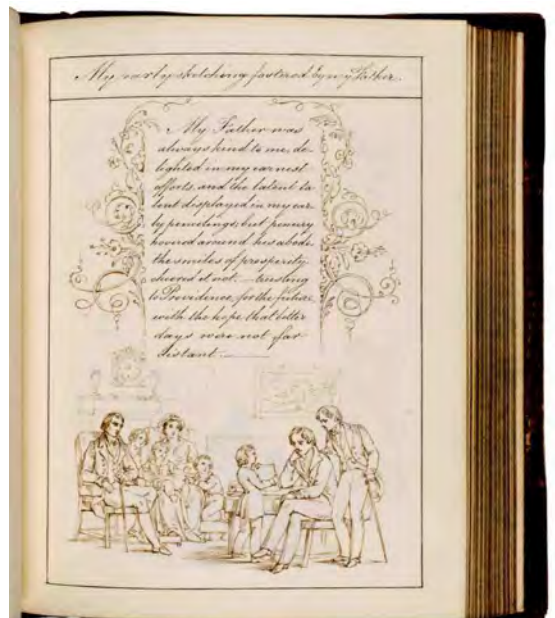 My early sketching fostered by my Father.
My Father was
always kind to me, de-
lighted in my earnest
efforts, and the latent ta-
lent displayed in my ear-
ly pencilings, but penury
hovered around his abode
the smiles of prosperity
cheered it not. — trusting
to Providence, for the future,
with the hope that better
days were not far
distant. —